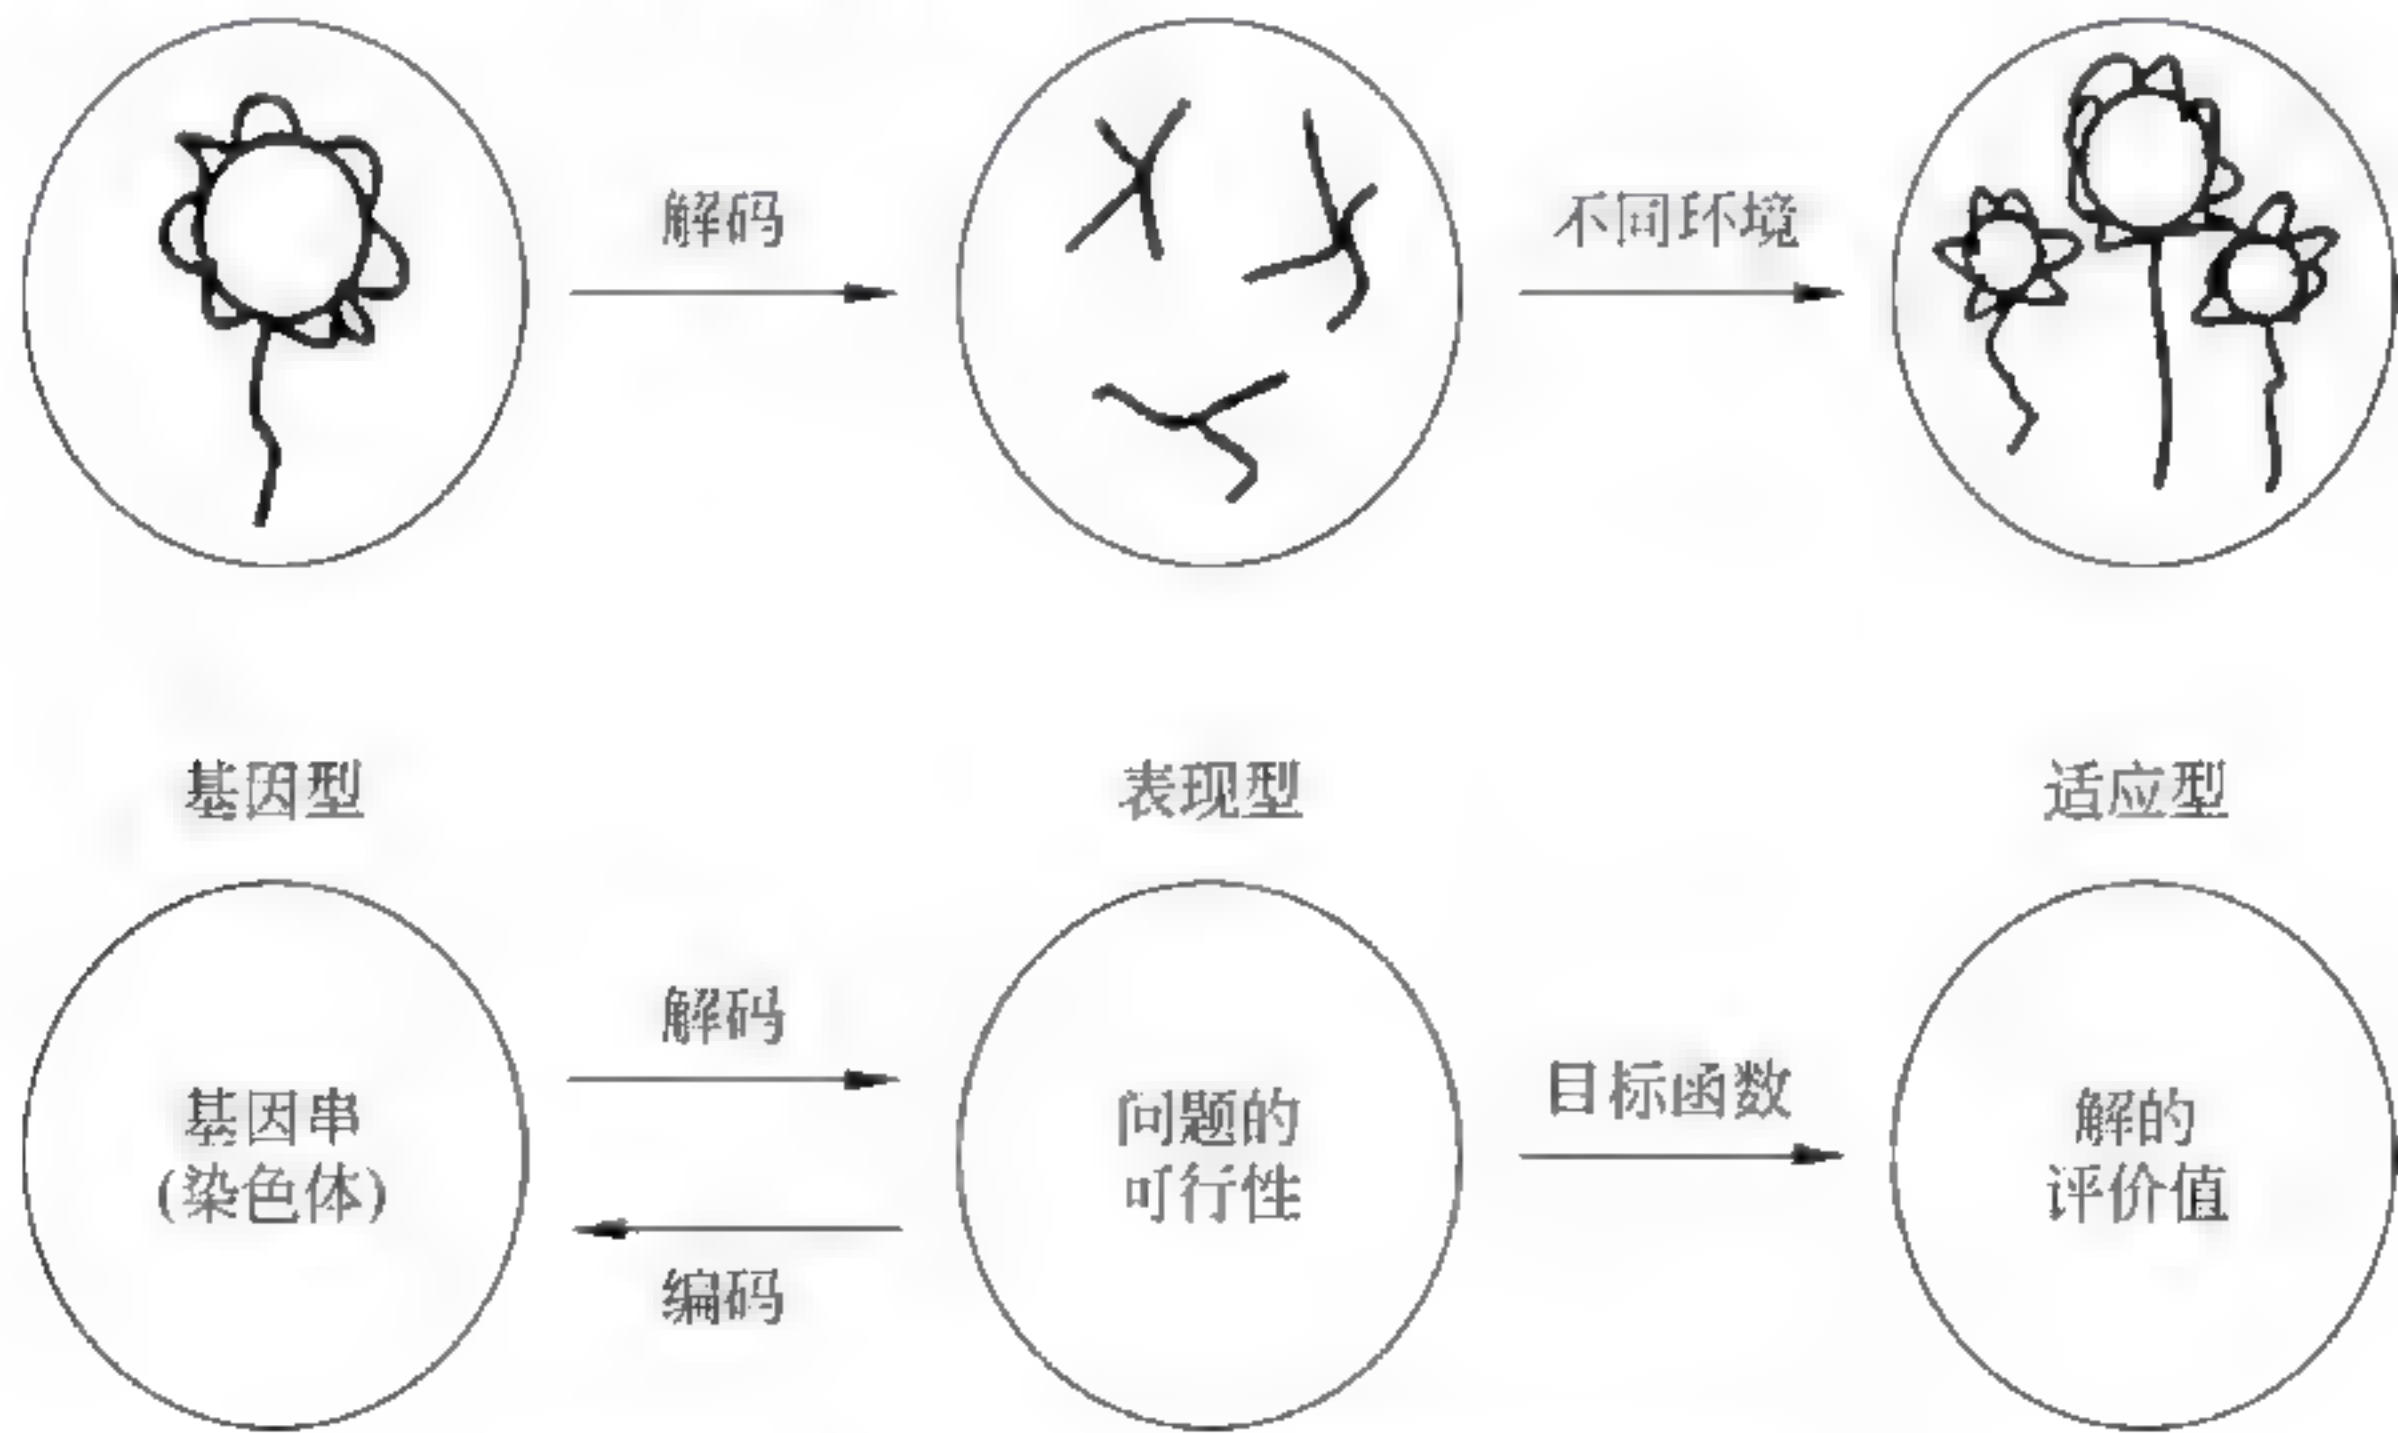 解码
不同环境
基因型
表现型
适应型
解码
目标函数
基因串
(染色体)
问题的
可行性
解的
评价值
编码